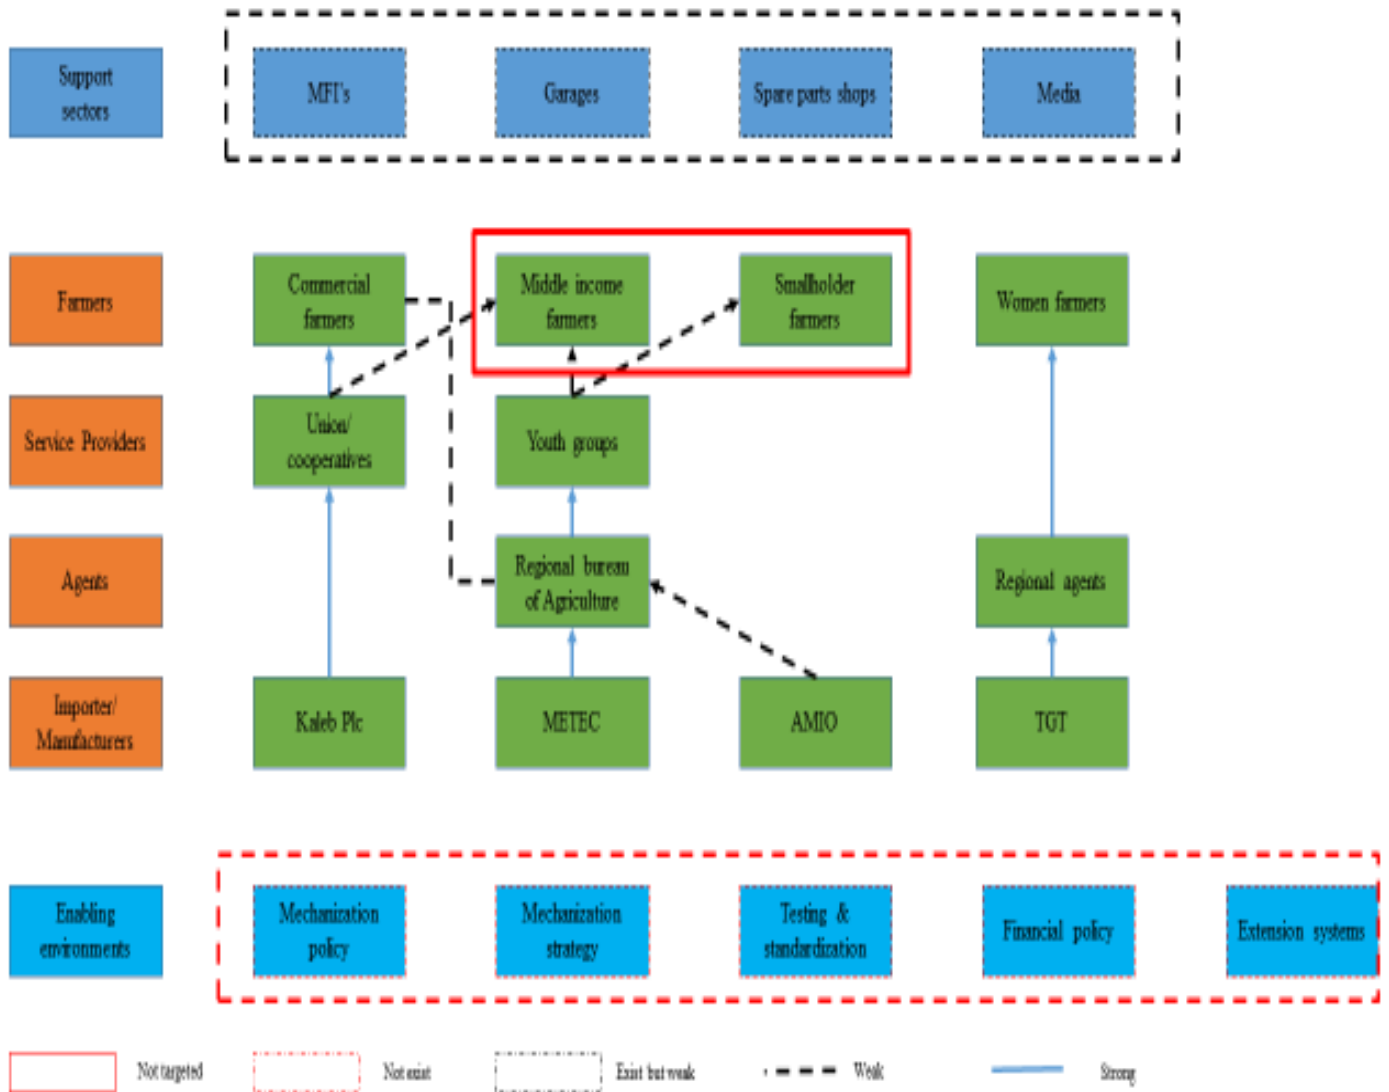 Support
sectors
MFI's
Garages
Spare parts shops
Media
Farmers
Commercial
farmers
Middle income
farmers
Smallholder
farmers
Women farmers
Service Providers
Union/
cooperatives
Youth groups
Agents
Regional bureau
of Agriculture
Regional agents
Importer/
Manufacturers
Kaleb Plc
METEC
AMIO
TGT
Enabling
environments
Mechanization
policy
Mechanization
strategy
Testing &
standardization
Financial policy
Extension systems
Not targeted
Not exist
Exist but weak
Weak
Strong